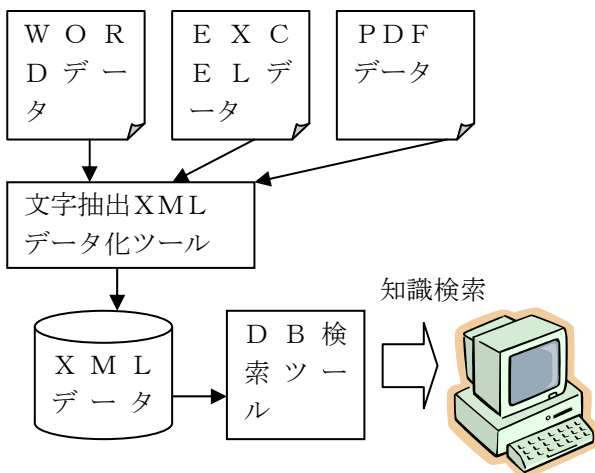 ＷＯＲ
Ｄデー
タ
ＥＸＣ
ＥＬデ
ータ
ＰＤＦ
データ
文字抽出ＸＭＬ
データ化ツール
知識検索
ＸＭＬ
データ
ＤＢ検
索ツー
ル